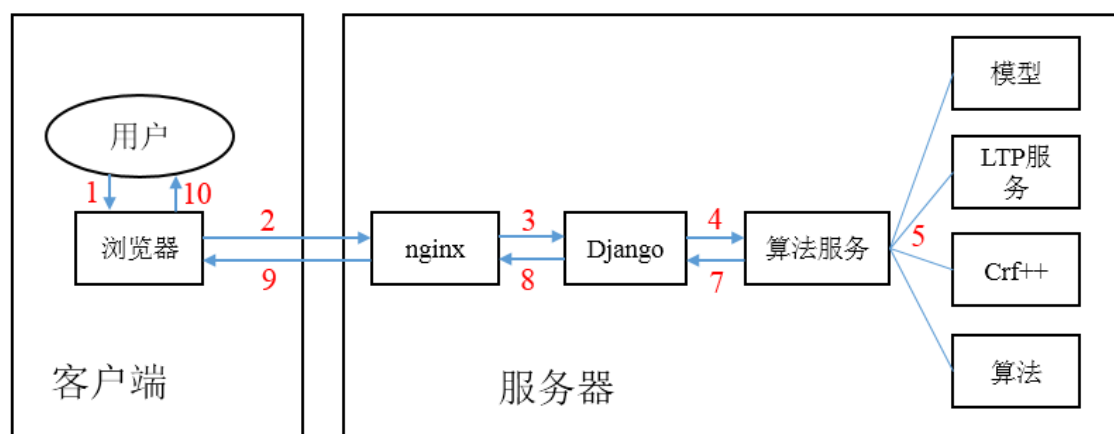 用户
1
10
浏览器
2
9
客户端
nginx
3
8
Django
4
7
算法服务
5
模型
LTP服
务
Crf++
算法
服务器